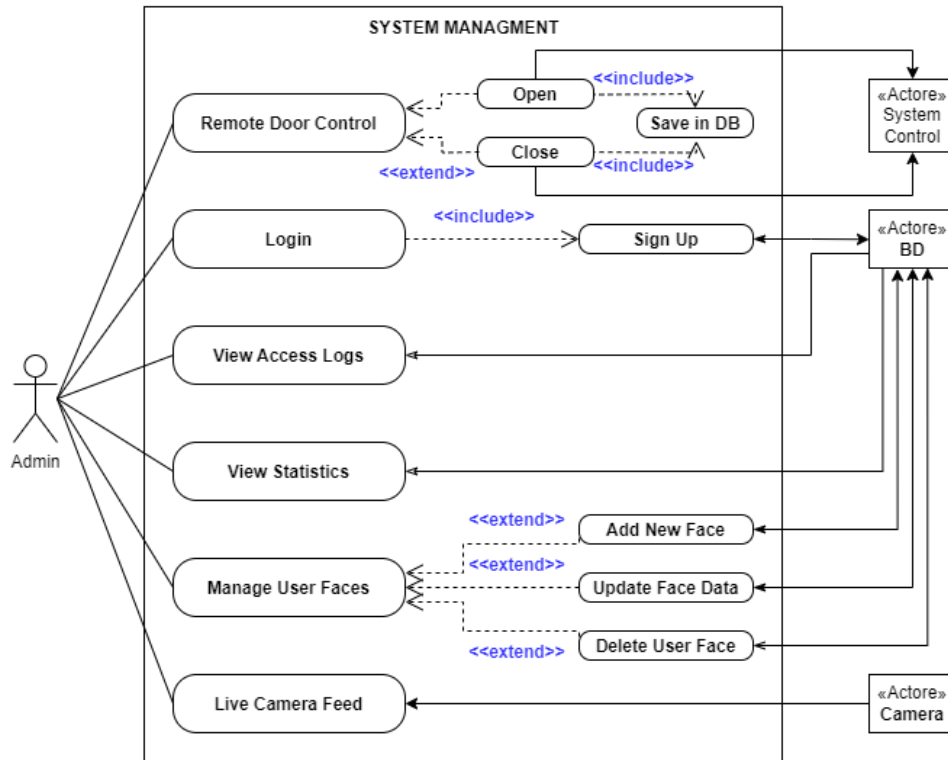 SYSTEM MANAGMENT
<<include>>
Open
«Actore»
System
Control
Remote Door Control
Save in DB
Close
<<extend>>
<<include>>
<<include>>
Login
Sign Up
«Actore»
BD
View Access Logs
Admin
View Statistics
<<extend>>
Add New Face
<<extend>>
Manage User Faces
Update Face Data
<<extend>>
Delete User Face
Live Camera Feed
«Actore»
Camera